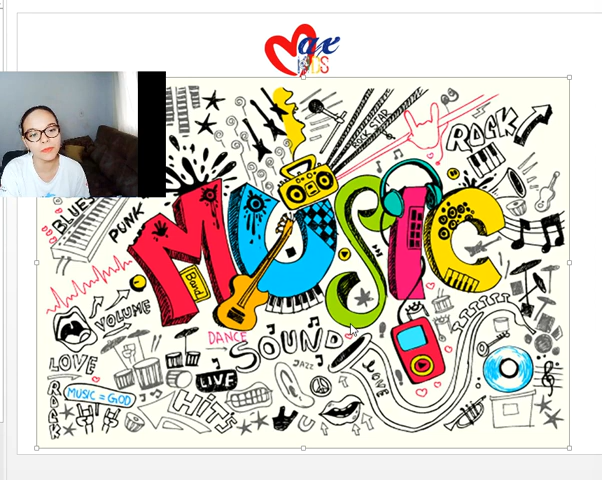 Max
KIDS
ROCK STAR
ROCK
BLUES
PUNK
MUSIC
Band
VOLUME
DANCE
SOUND
JAZZ
LOVE
LOVE
LIVE
ROCK
MUSIC = GOD
HITS
U